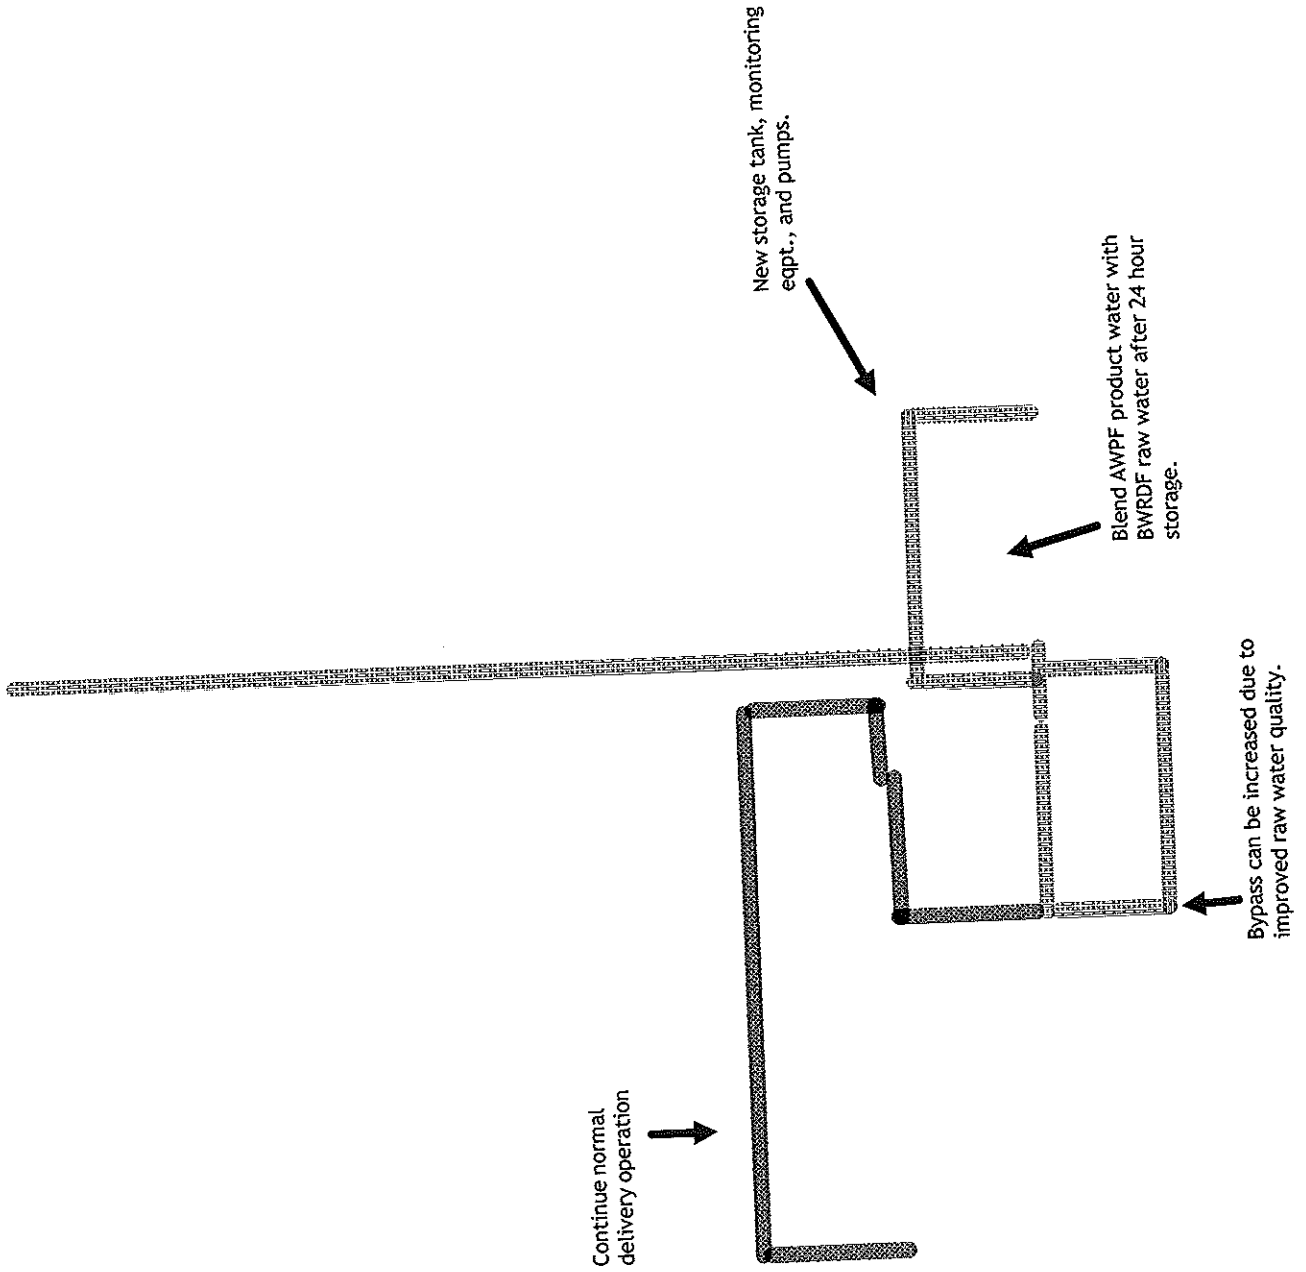 Continue normal
delivery operation
New storage tank, monitoring
eqpt., and pumps.
Blend AWPF product water with
BWRDF raw water after 24 hour
storage.
Bypass can be increased due to
improved raw water quality.